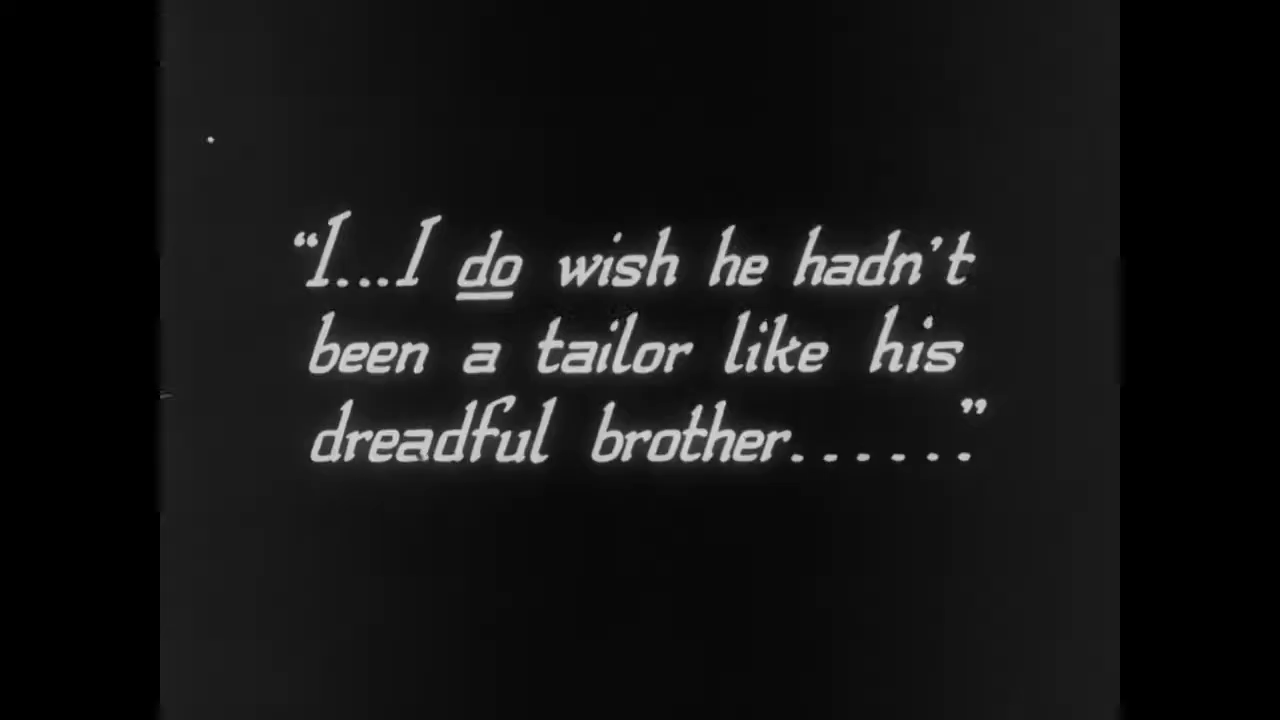 “I...I do wish he hadn't
been a tailor like his
dreadful brother......”